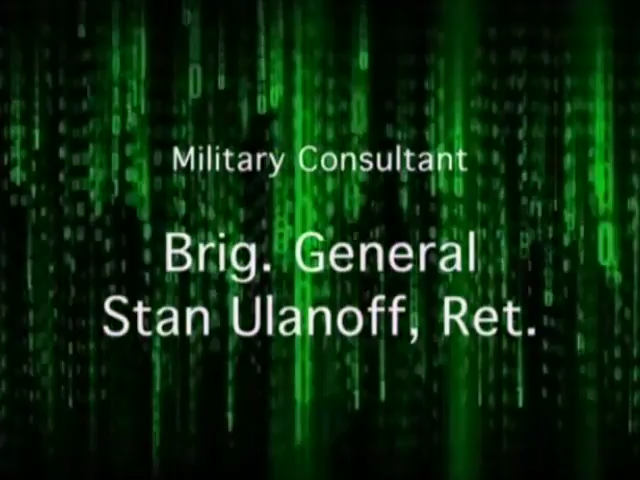 Military Consultant
Brig. General
Stan Ulanoff, Ret.